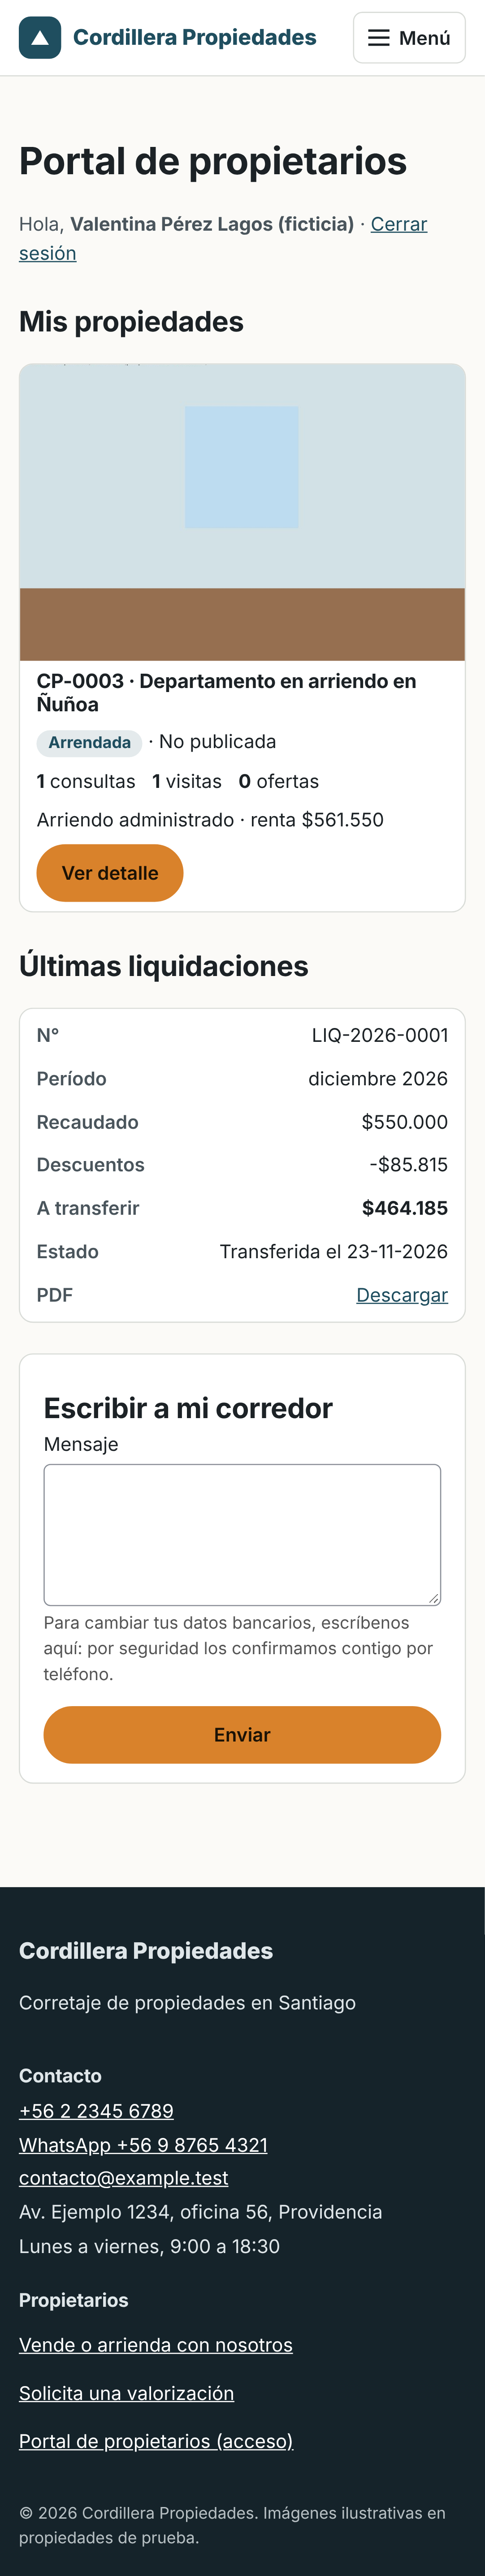 Cordillera Propiedades
Menú
Portal de propietarios
Hola, Valentina Pérez Lagos (ficticia) · Cerrar
sesión
Mis propiedades
CP-0003 · Departamento en arriendo en
Ñuñoa
Arrendada · No publicada
1 consultas 1 visitas 0 ofertas
Arriendo administrado · renta $561.550
Ver detalle
Últimas liquidaciones
N° LIQ-2026-0001
Período diciembre 2026
Recaudado $550.000
Descuentos -$85.815
A transferir $464.185
Estado Transferida el 23-11-2026
PDF Descargar
Escribir a mi corredor
Mensaje
Para cambiar tus datos bancarios, escríbenos
aquí: por seguridad los confirmamos contigo por
teléfono.
Enviar
Cordillera Propiedades
Corretaje de propiedades en Santiago
Contacto
+56 2 2345 6789
WhatsApp +56 9 8765 4321
contacto@example.test
Av. Ejemplo 1234, oficina 56, Providencia
Lunes a viernes, 9:00 a 18:30
Propietarios
Vende o arrienda con nosotros
Solicita una valorización
Portal de propietarios (acceso)
© 2026 Cordillera Propiedades. Imágenes ilustrativas en
propiedades de prueba.